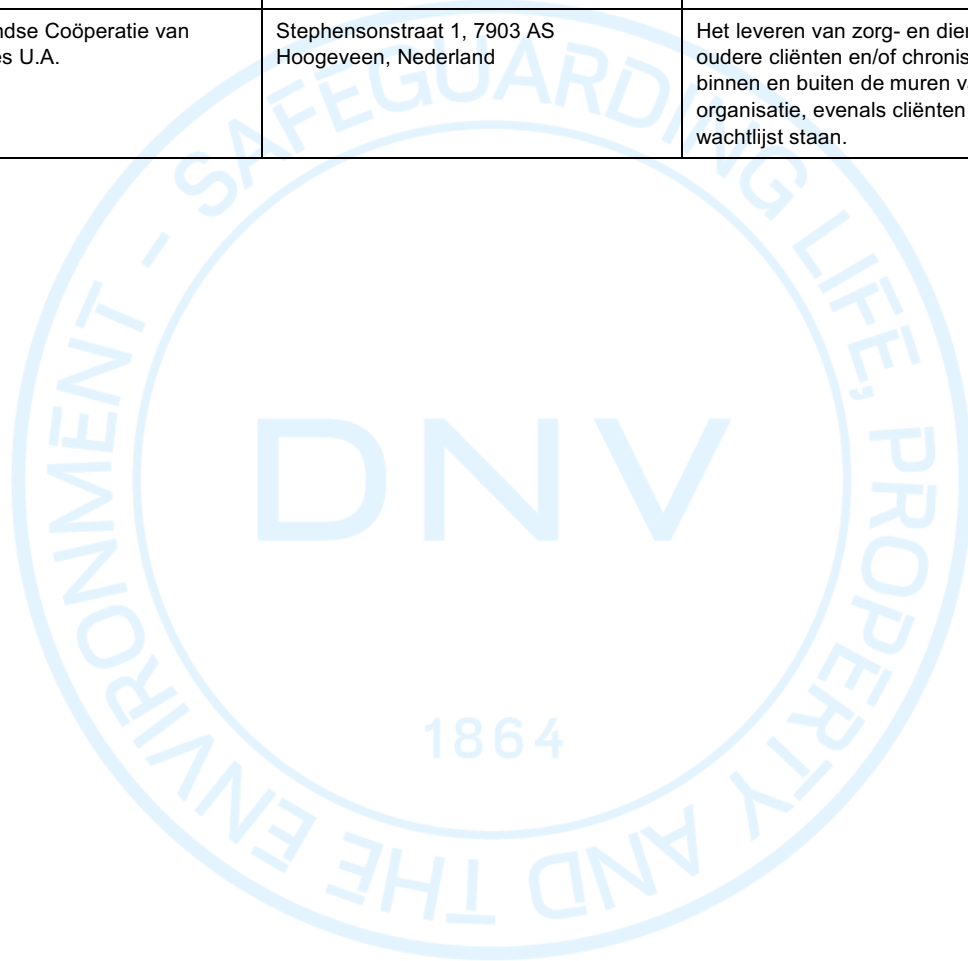 ndse Coöperatie van
es U.A.
Stephensonstraat 1, 7903 AS
Hoogeveen, Nederland
Het leveren van zorg- en dien
oudere cliënten en/of chronis
binnen en buiten de muren va
organisatie, evenals cliënten
wachtlijst staan.
SAFEGUARDING LIFE, PROPERTY AND THE ENVIRONMENT -
DNV
1864